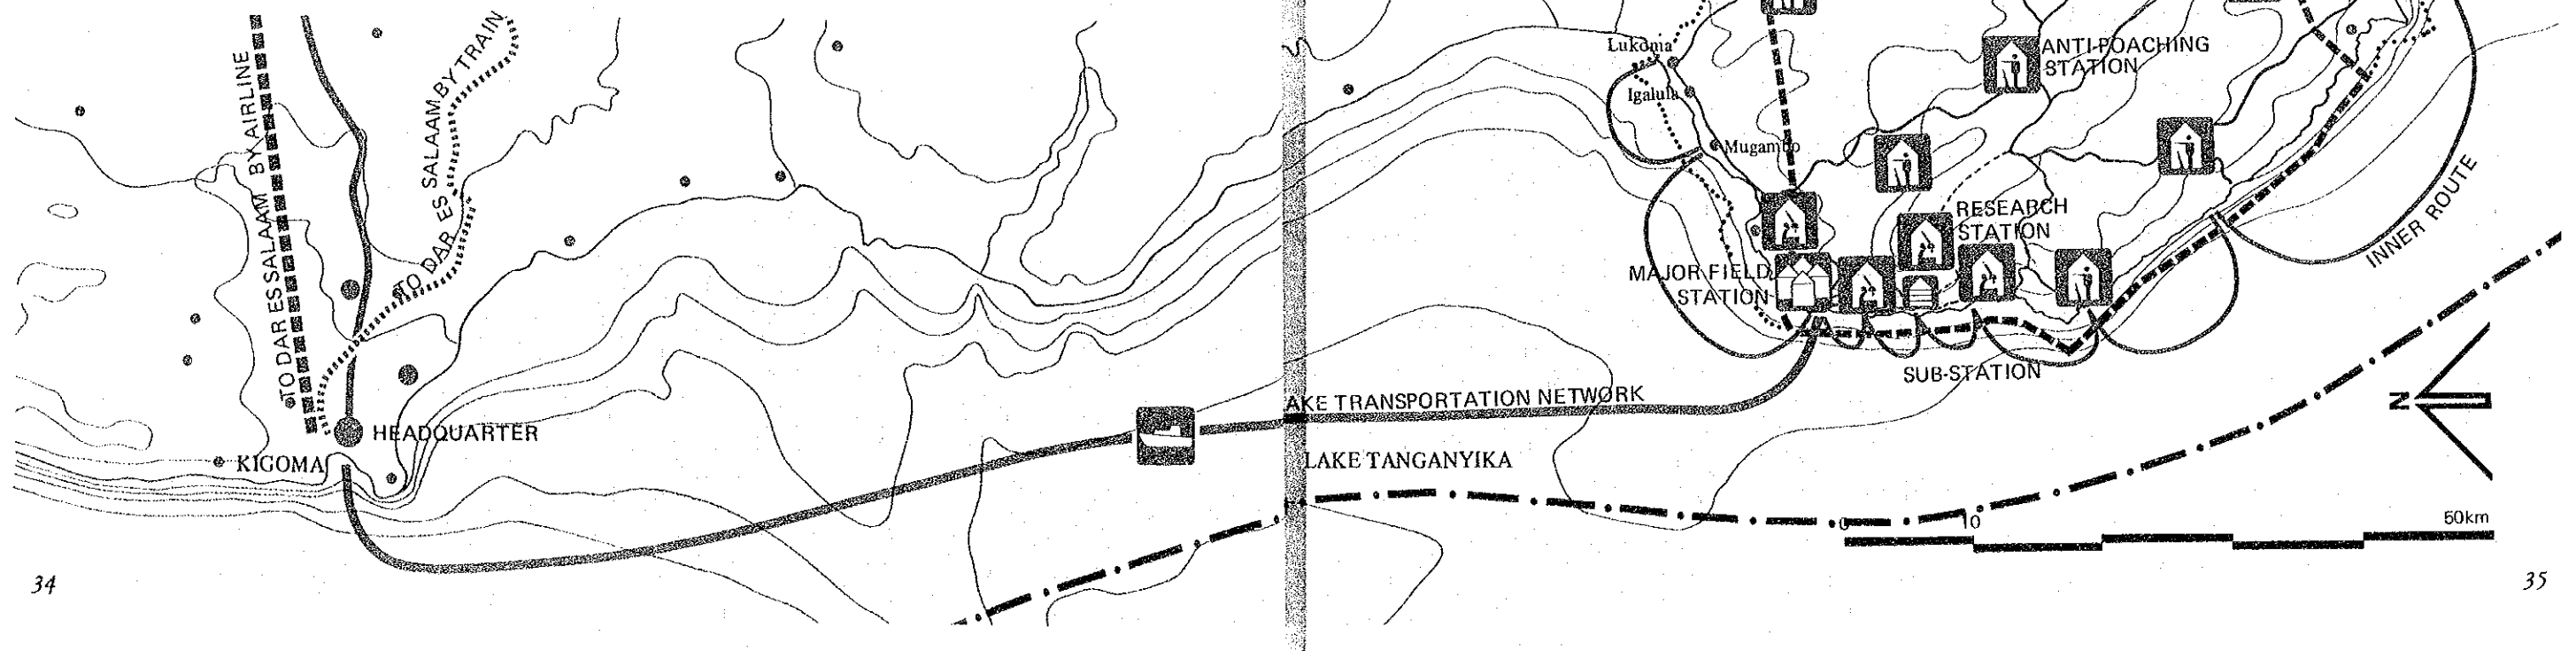 TO DAR ES SALAAM BY AIRLINE
TO DAR ES SALAAM BY TRAIN
HEADQUARTER
KIGOMA
Lukoma
Igalula
Mugambo
ANTI-POACHING
STATION
RESEARCH
STATION
MAJOR FIELD
STATION
SUB-STATION
INNER ROUTE
AKE TRANSPORTATION NETWORK
LAKE TANGANYIKA
N
0
10
50km
34
35